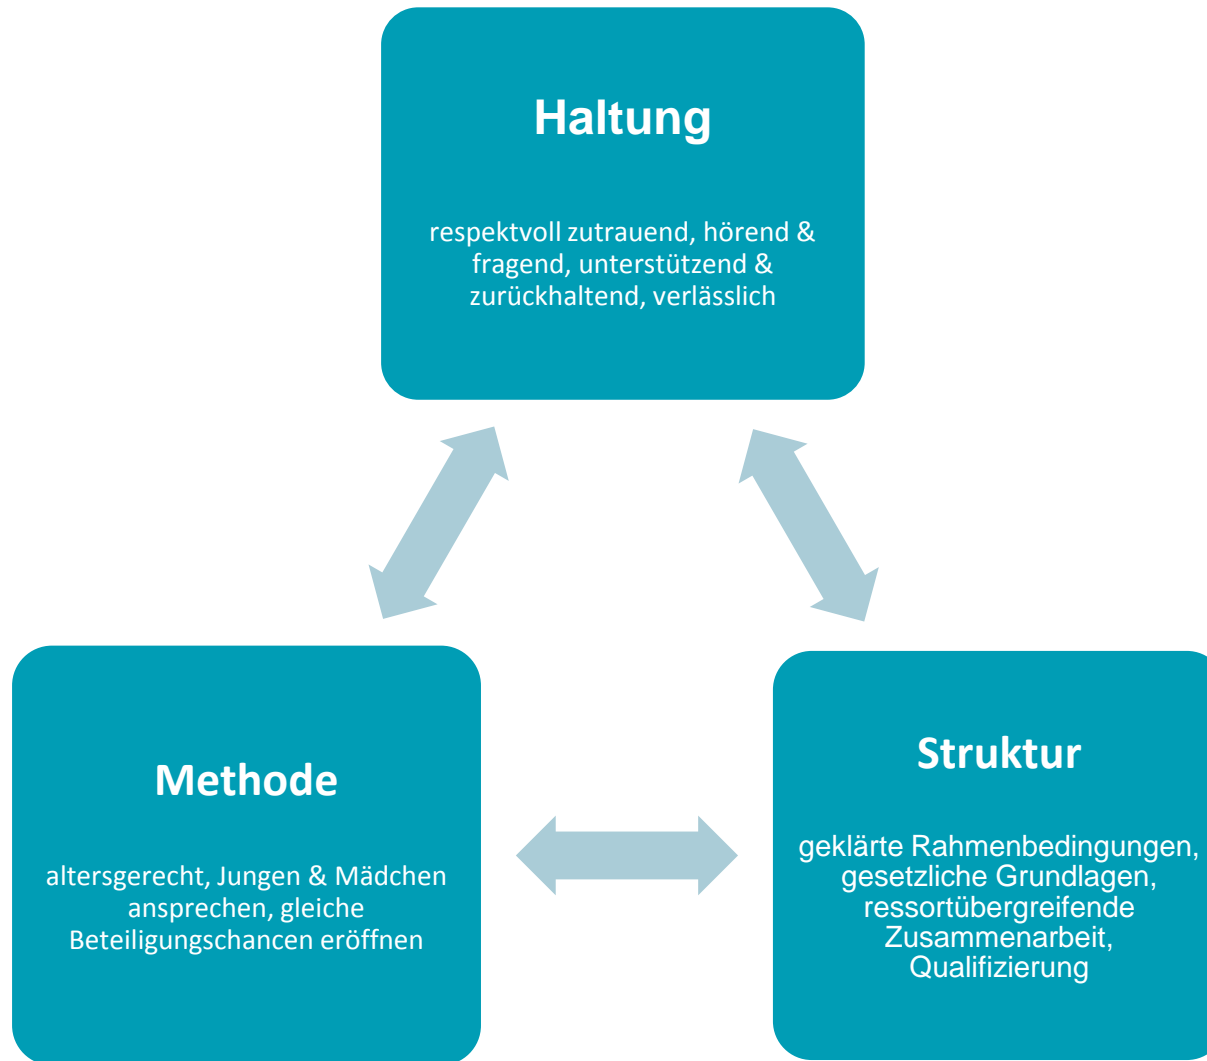 Haltung
respektvoll zutrauend, hörend &
fragend, unterstützend &
zurückhaltend, verlässlich
Methode
altersgerecht, Jungen & Mädchen
ansprechen, gleiche
Beteiligungschancen eröffnen
Struktur
geklärte Rahmenbedingungen,
gesetzliche Grundlagen,
ressortübergreifende
Zusammenarbeit,
Qualifizierung